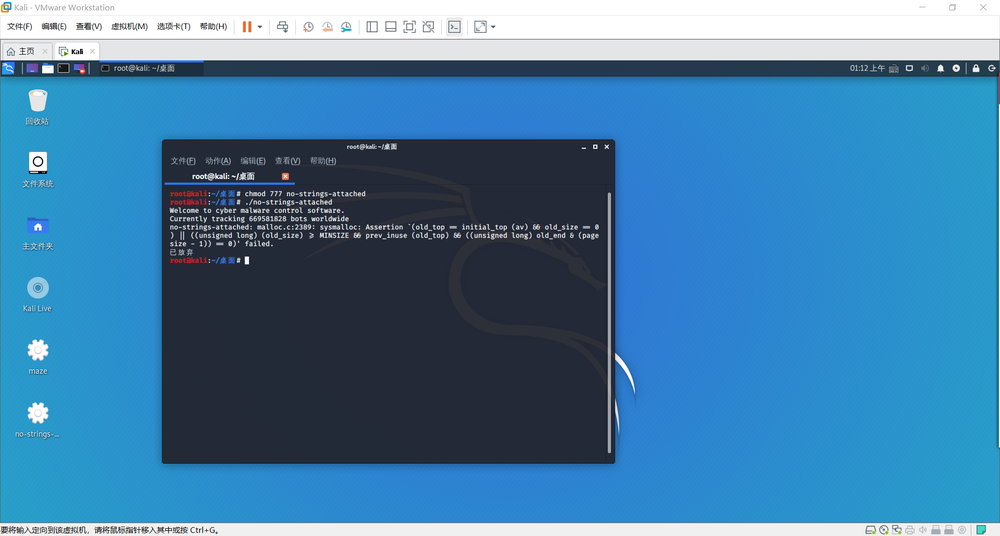 Kali - VMware Workstation
文件(F) 编辑(E) 查看(V) 虚拟机(M) 选项卡(T) 帮助(H)
主页 Kali
root@kali: ~/桌面 01:12 上午
回收站
文件系统
主文件夹
Kali Live
maze
no-strings-...
root@kali: ~/桌面
文件(F) 动作(A) 编辑(E) 查看(V) 帮助(H)
root@kali: ~/桌面
root@kali:~/桌面# chmod 777 no-strings-attached
root@kali:~/桌面# ./no-strings-attached
Welcome to cyber malware control software.
Currently tracking 669581828 bots worldwide
no-strings-attached: malloc.c:2389: sysmalloc: Assertion `(old_top == initial_top (av) && old_size == 0
) || ((unsigned long) (old_size) >= MINSIZE && prev_inuse (old_top) && ((unsigned long) old_end & (page
size - 1)) == 0)' failed.
已放弃
root@kali:~/桌面#
要将输入定向到该虚拟机，请将鼠标指针移入其中或按 Ctrl+G。